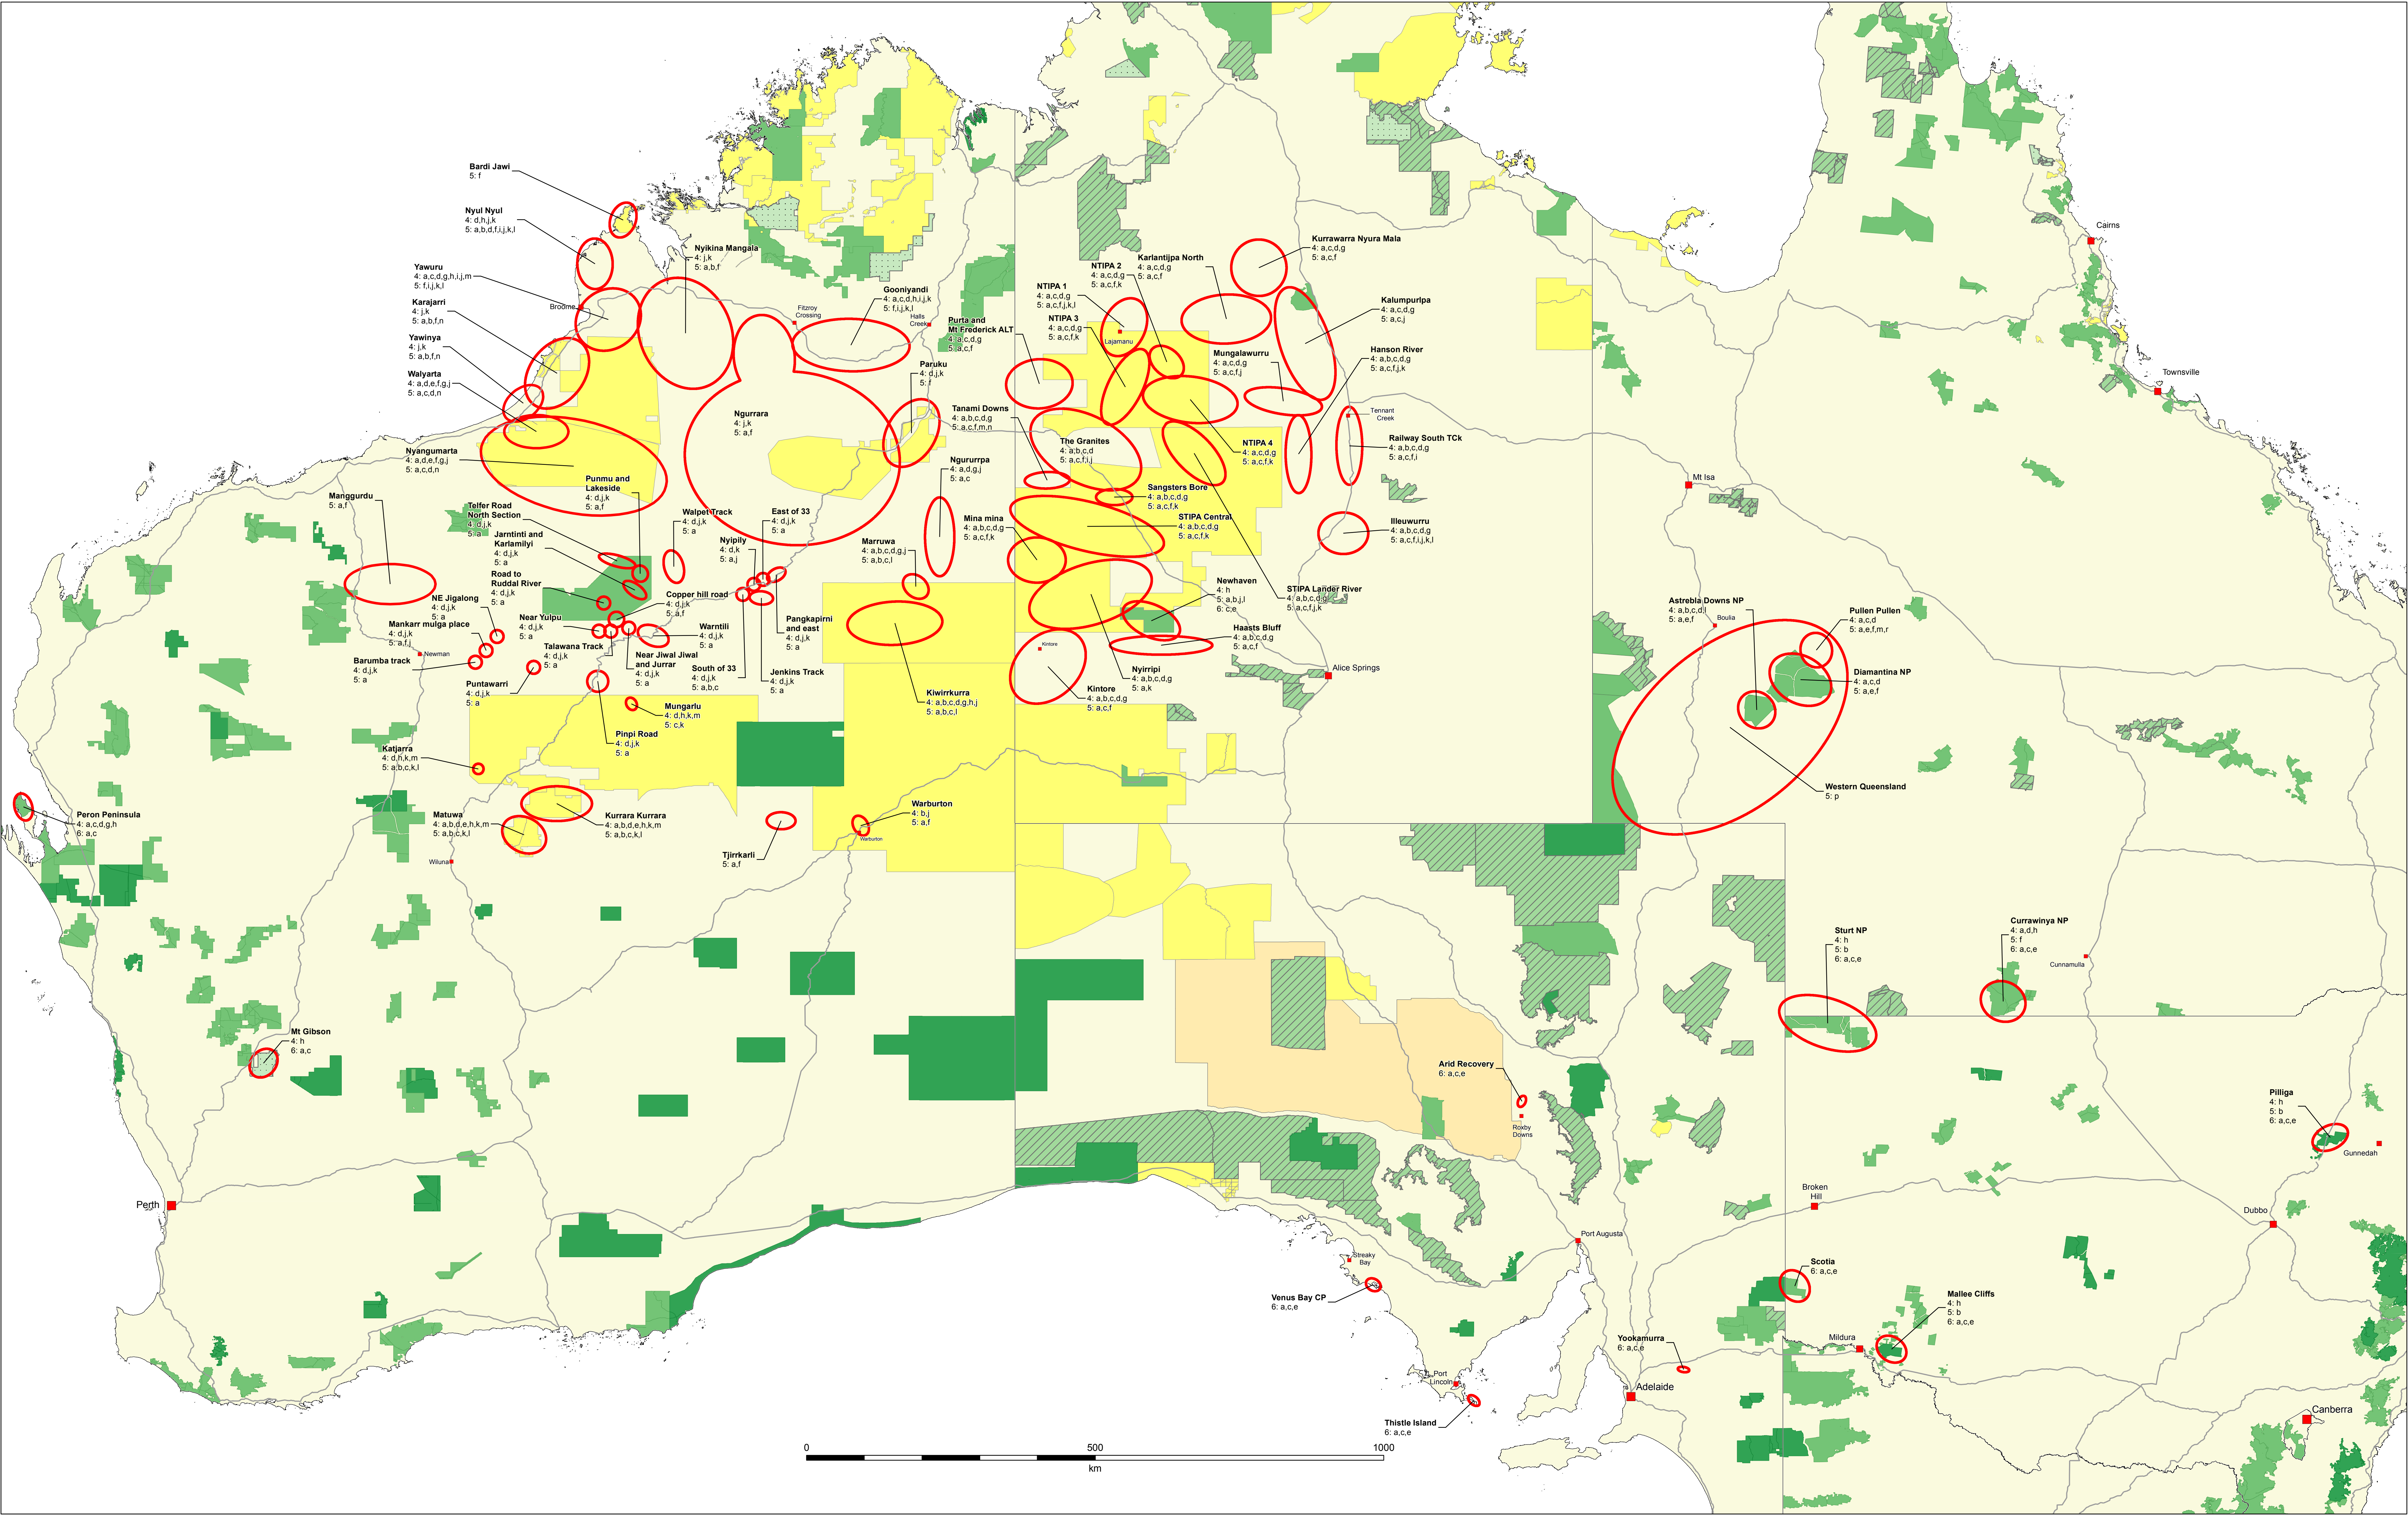 Bardi Jawi
5: f
Nyul Nyul
4: d,h,j,k
5: a,b,d,f,i,j,k,l
Yawuru
4: a,c,d,g,h,i,j,m
5: f,i,j,k,l
Broome
Karajarri
4: j,k
5: a,b,f,n
Yawinya
4: j,k
5: a,b,f,n
Walyarta
4: a,d,e,f,g,j
5: a,c,d,n
Nyangumarta
4: a,d,e,f,g,j
5: a,c,d,n
Nyikina Mangala
4: j,k
5: a,b,f
Fitzroy
Crossing
Gooniyandi
4: a,c,d,h,i,j,k
5: f,i,j,k,l
Halls
Creek
Ngurrara
4: j,k
5: a,f
Paruku
4: d,j,k
5: f
Purta and
Mt Frederick ALT
4: a,c,d,g
5: a,c,f
NTIPA 1
4: a,c,d,g
5: a,c,f,j,k,l
NTIPA 2
4: a,c,d,g
5: a,c,f,k
NTIPA 3
4: a,c,d,g
5: a,c,f,k
Lajamanu
Karlantijpa North
4: a,c,d,g
5: a,c,f
Kurrawarra Nyura Mala
4: a,c,d,g
5: a,c,f
Kalumpurlpa
4: a,c,d,g
5: a,c,j
Mungalawurru
4: a,c,d,g
5: a,c,f,j
Hanson River
4: a,b,c,d,g
5: a,c,f,j,k
Tennant
Creek
Railway South TCk
4: a,b,c,d,g
5: a,c,f,i
NTIPA 4
4: a,c,d,g
5: a,c,f,k
Tanami Downs
4: a,b,c,d,g
5: a,c,f,m,n
The Granites
4: a,b,c,d
5: a,c,f,i,j
Sangsters Bore
4: a,b,c,d,g
5: a,c,f,k
STIPA Central
4: a,b,c,d,g
5: a,c,f,k
Illeuwurru
4: a,b,c,d,g
5: a,c,f,i,j,k,l
Ngururrpa
4: a,d,g,j
5: a,c
Mina mina
4: a,b,c,d,g
5: a,c,f,k
Marruwa
4: a,b,c,d,g,j
5: a,b,c,l
Newhaven
4: h
5: a,b,j,l
6: c,e
STIPA Lander River
4: a,b,c,d,g
5: a,c,f,j,k
Haasts Bluff
4: a,b,c,d,g
5: a,c,f
Kintore
Nyirripi
4: a,b,c,d,g
5: a,k
Kintore
4: a,b,c,d,g
5: a,c,f
Kiwirrkurra
4: a,b,c,d,g,h,j
5: a,b,c,l
Alice Springs
Manggurdu
5: a,f
Punmu and
Lakeside
4: d,j,k
5: a,f
Telfer Road
North Section
4: d,j,k
5: a
Jarntinti and
Karlamilyi
4: d,j,k
5: a
Road to
Ruddal River
4: d,j,k
5: a
Walpet Track
4: d,j,k
5: a
East of 33
4: d,j,k
5: a
Nyipily
4: d,k
5: a,j
NE Jigalong
4: d,j,k
5: a
Mankarr mulga place
4: d,j,k
5: a,f,j
Newman
Barumba track
4: d,j,k
5: a
Near Yulpu
4: d,j,k
5: a
Copper hill road
4: d,j,k
5: a,f
Warntili
4: d,j,k
5: a
Talawana Track
4: d,j,k
5: a
Near Jiwal Jiwal
and Jurrar
4: d,j,k
5: a
South of 33
4: d,j,k
5: a,b,c
Pangkapirni
and east
4: d,j,k
5: a
Jenkins Track
4: d,j,k
5: a
Puntawarri
4: d,j,k
5: a
Mungarlu
4: d,h,k,m
5: c,k
Pinpi Road
4: d,j,k
5: a
Katjarra
4: d,h,k,m
5: a,b,c,k,l
Matuwa
4: a,b,d,e,h,k,m
5: a,b,c,k,l
Kurrara Kurrara
4: a,b,d,e,h,k,m
5: a,b,c,k,l
Wiluna
Tjirrkarli
5: a,f
Warburton
4: b,j
5: a,f
Warburton
Peron Peninsula
4: a,c,d,g,h
6: a,c
Mt Gibson
4: h
6: a,c
Perth
Cairns
Townsville
Mt Isa
Boulia
Astrebla Downs NP
4: a,b,c,d,l
5: a,e,f
Pullen Pullen
4: a,c,d
5: a,e,f,m,r
Diamantina NP
4: a,c,d
5: a,e,f
Western Queensland
5: p
Sturt NP
4: h
5: b
6: a,c,e
Currawinya NP
4: a,d,h
5: f
6: a,c,e
Cunnamulla
Arid Recovery
6: a,c,e
Roxby
Downs
Pilliga
4: h
5: b
6: a,c,e
Gunnedah
Broken
Hill
Dubbo
Port Augusta
Streaky
Bay
Venus Bay CP
6: a,c,e
Scotia
6: a,c,e
Mallee Cliffs
4: h
5: b
6: a,c,e
Mildura
Yookamurra
6: a,c,e
Port
Lincoln
Adelaide
Thistle Island
6: a,c,e
Canberra
0 500 1000
km